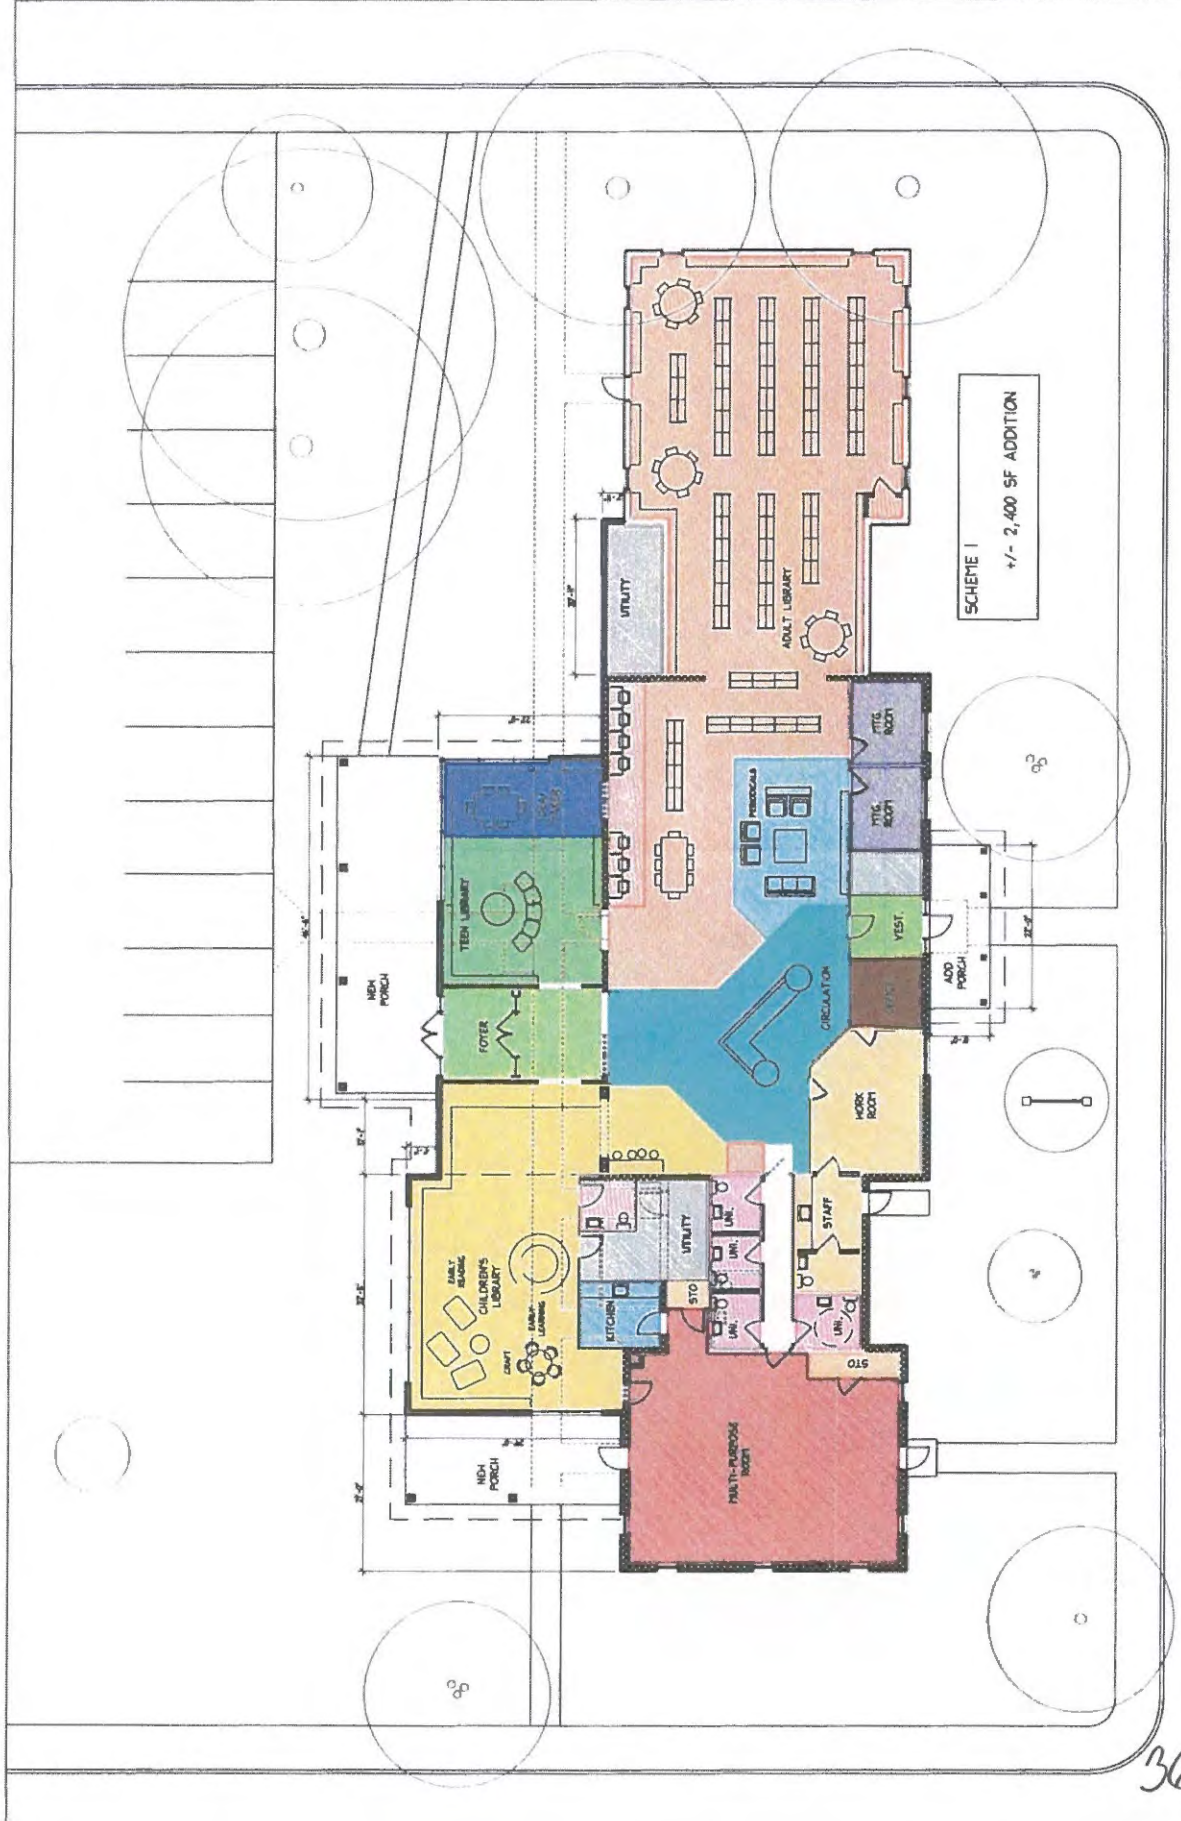 SCHEME 1
+/- 2,400 SF ADDITION
UTILITY
ADULT LIBRARY
MTG.
ROOM
MTG.
ROOM
PERIODICALS
TEEN LIBRARY
NEW
PORCH
FOYER
VEST.
ADD
PORCH
CIRCULATION
WORK
ROOM
STAFF
EARLY
READING
CHILDREN'S
LIBRARY
EARLY
LEARNING
CRAFT
UTILITY
KITCHEN
STO
UNI.
UNI.
UNI.
UNI.
STO
MULTI-PURPOSE
ROOM
NEW
PORCH
36